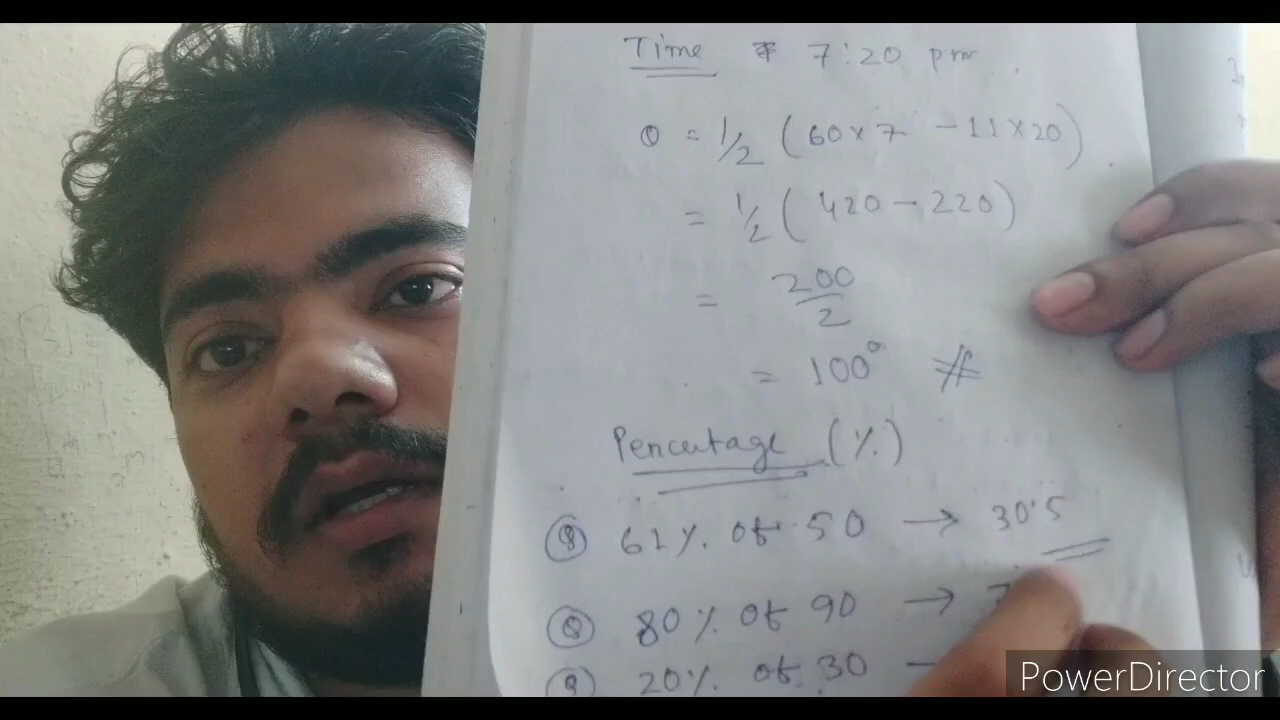 Time 7:20 pm
θ = 1/2 (60×7 - 11×20)
= 1/2 (420 - 220)
= 200/2
= 100°
Percentage (%)
Q 61% of 50 → 30.5
Q 80% of 90 → 7
Q 20% of 30
PowerDirector